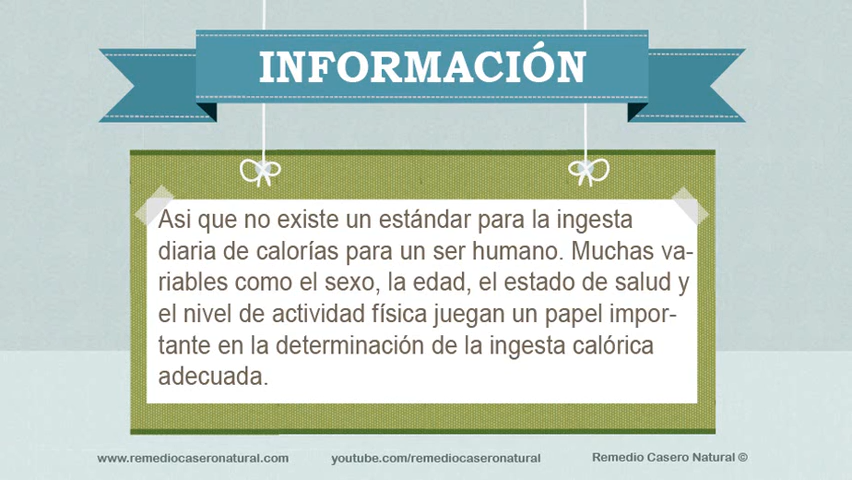 INFORMACIÓN
Asi que no existe un estándar para la ingesta
diaria de calorías para un ser humano. Muchas va-
riables como el sexo, la edad, el estado de salud y
el nivel de actividad física juegan un papel impor-
tante en la determinación de la ingesta calórica
adecuada.
www.remediocaseronatural.com youtube.com/remediocaseronatural Remedio Casero Natural ©